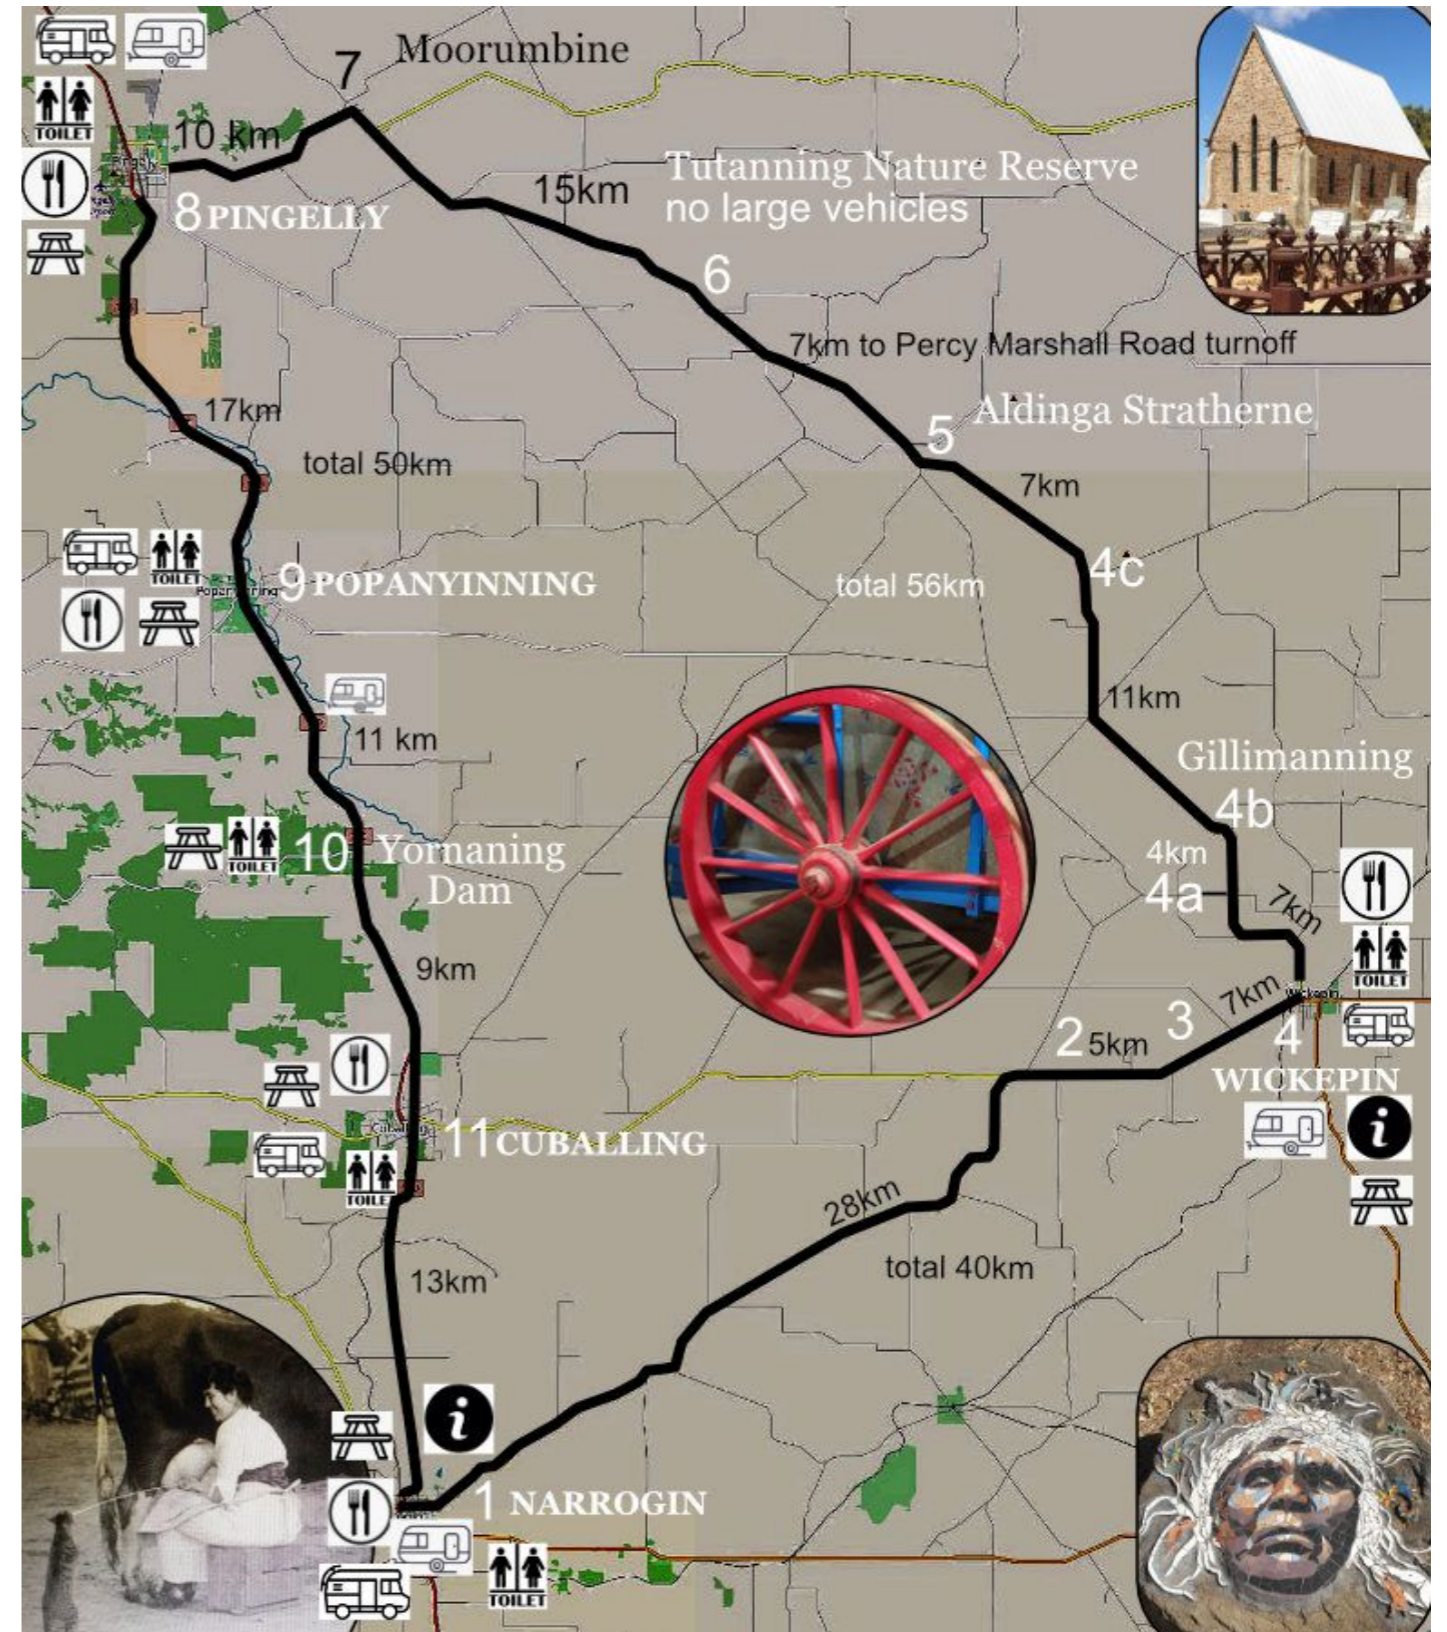 7
Moorumbine
TOILET
10 km
Tutanning Nature Reserve
15km
no large vehicles
8 PINGELLY
6
7km to Percy Marshall Road turnoff
17km
Aldinga Stratherne
5
total 50km
7km
4c
TOILET
9 POPANYINNING
Popanyinning
total 56km
11km
11 km
Gillimanning
4b
TOILET
10
Yornaning
Dam
4km
4a
7km
9km
TOILET
7km
Wickepin
2
5km
3
4
WICKEPIN
i
Cuballing
11 CUBALLING
TOILET
28km
total 40km
13km
i
1 NARROGIN
TOILET